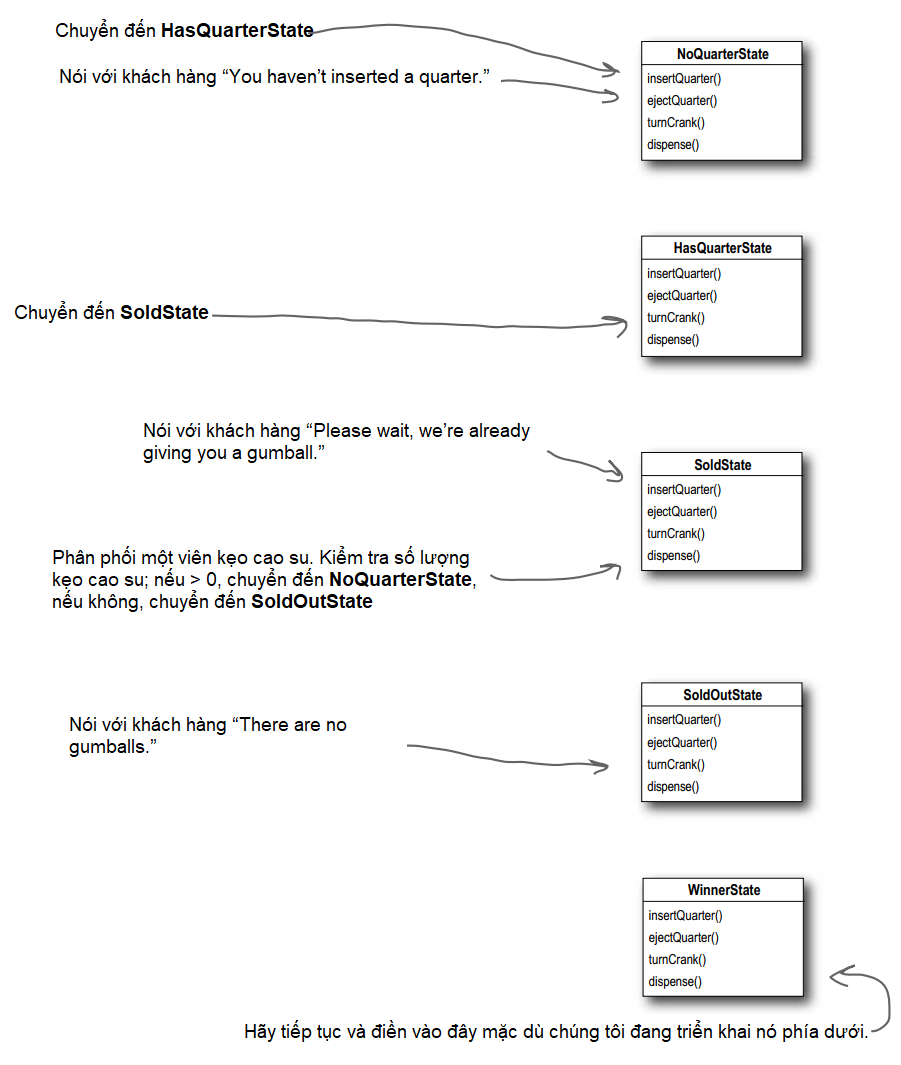 Chuyển đến HasQuarterState
NoQuarterState
Nói với khách hàng “You haven’t inserted a quarter.”
insertQuarter()
ejectQuarter()
turnCrank()
dispense()
HasQuarterState
insertQuarter()
ejectQuarter()
Chuyển đến SoldState
turnCrank()
dispense()
Nói với khách hàng “Please wait, we’re already
giving you a gumball.”
SoldState
insertQuarter()
ejectQuarter()
turnCrank()
dispense()
Phân phối một viên kẹo cao su. Kiểm tra số lượng
kẹo cao su; nếu > 0, chuyển đến NoQuarterState,
nếu không, chuyển đến SoldOutState
SoldOutState
insertQuarter()
ejectQuarter()
turnCrank()
dispense()
Nói với khách hàng “There are no
gumballs.”
WinnerState
insertQuarter()
ejectQuarter()
turnCrank()
dispense()
Hãy tiếp tục và điền vào đây mặc dù chúng tôi đang triển khai nó phía dưới.